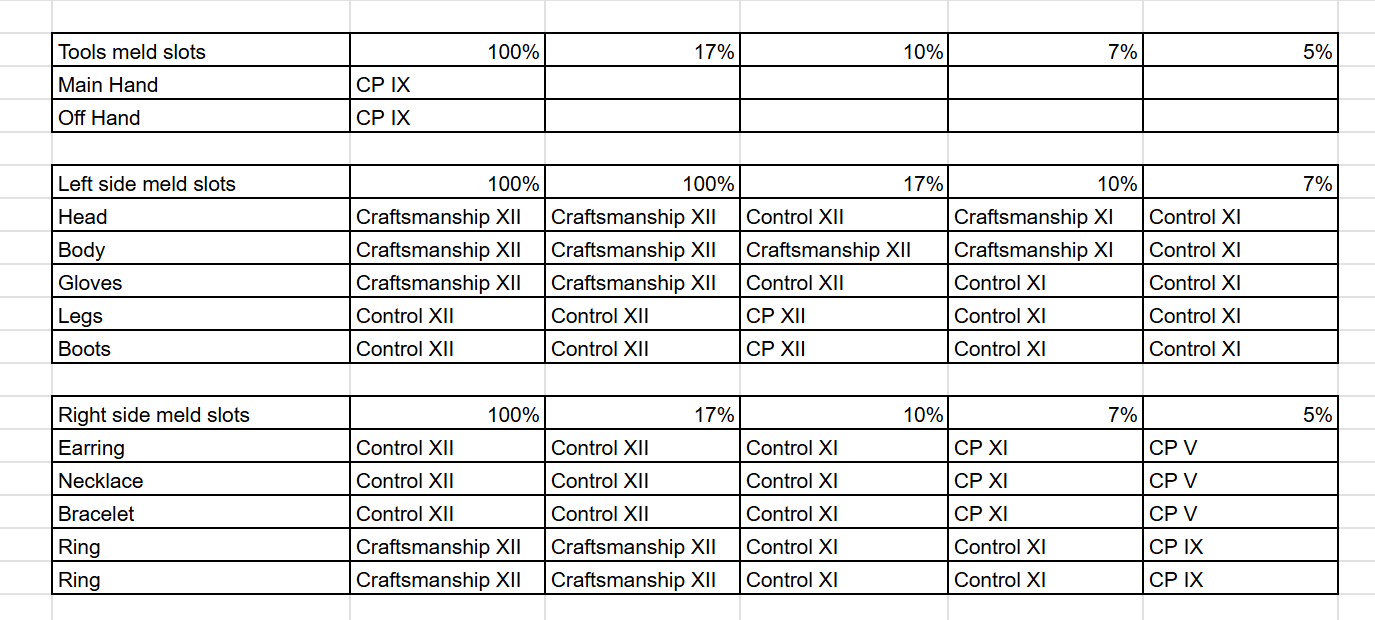 Tools meld slots 100% 17% 10% 7% 5%
Main Hand CP IX
Off Hand CP IX
Left side meld slots 100% 100% 17% 10% 7%
Head Craftsmanship XII Craftsmanship XII Control XII Craftsmanship XI Control XI
Body Craftsmanship XII Craftsmanship XII Craftsmanship XII Craftsmanship XI Control XI
Gloves Craftsmanship XII Craftsmanship XII Control XII Control XI Control XI
Legs Control XII Control XII CP XII Control XI Control XI
Boots Control XII Control XII CP XII Control XI Control XI
Right side meld slots 100% 17% 10% 7% 5%
Earring Control XII Control XII Control XI CP XI CP V
Necklace Control XII Control XII Control XI CP XI CP V
Bracelet Control XII Control XII Control XI CP XI CP V
Ring Craftsmanship XII Craftsmanship XII Control XI Control XI CP IX
Ring Craftsmanship XII Craftsmanship XII Control XI Control XI CP IX